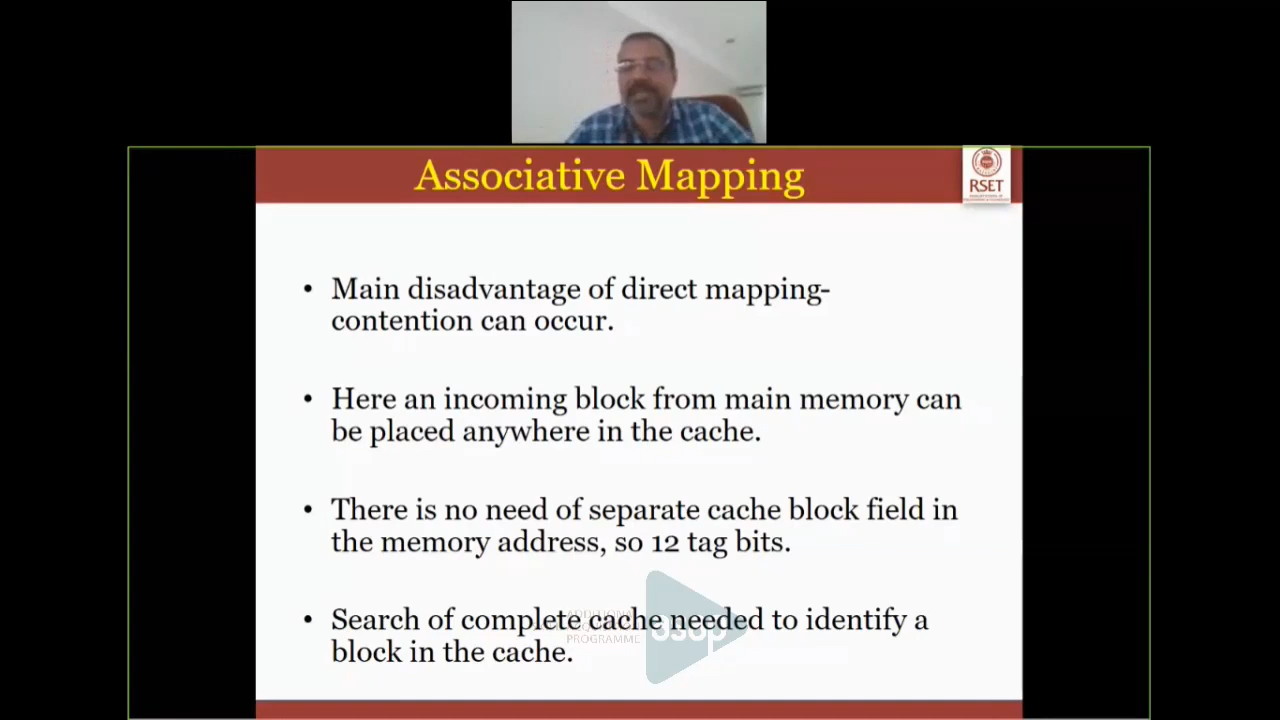 Associative Mapping
RSET
• Main disadvantage of direct mapping-
contention can occur.
• Here an incoming block from main memory can
be placed anywhere in the cache.
• There is no need of separate cache block field in
the memory address, so 12 tag bits.
• Search of complete cache needed to identify a
block in the cache.
PROGRAMME
asap